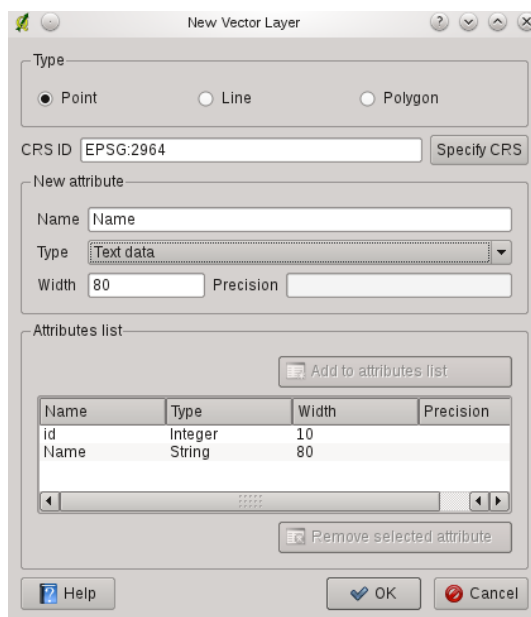 New Vector Layer
Type
Point Line Polygon
CRS ID EPSG:2964 Specify CRS
New attribute
Name Name
Type Text data
Width 80 Precision
Attributes list
Add to attributes list
Name Type Width Precision
id Integer 10
Name String 80
Remove selected attribute
Help OK Cancel